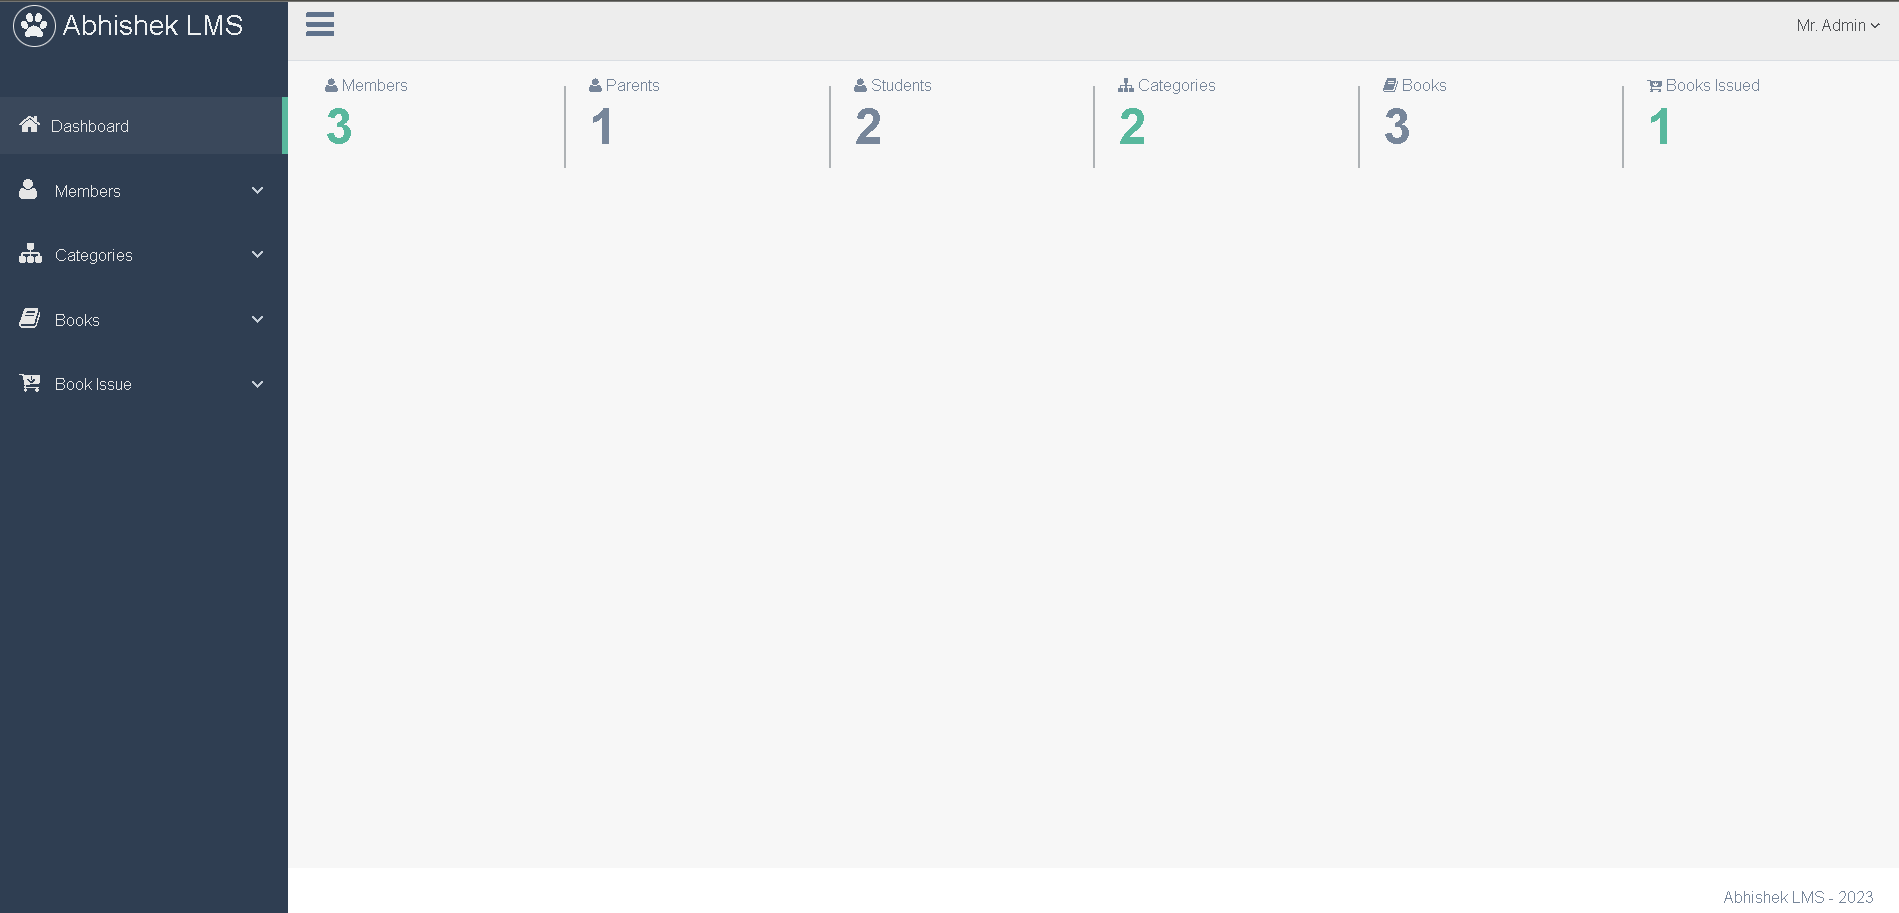 Abhishek LMS
Mr. Admin
Dashboard
Members
Categories
Books
Book Issue
Members
3
Parents
1
Students
2
Categories
2
Books
3
Books Issued
1
Abhishek LMS - 2023